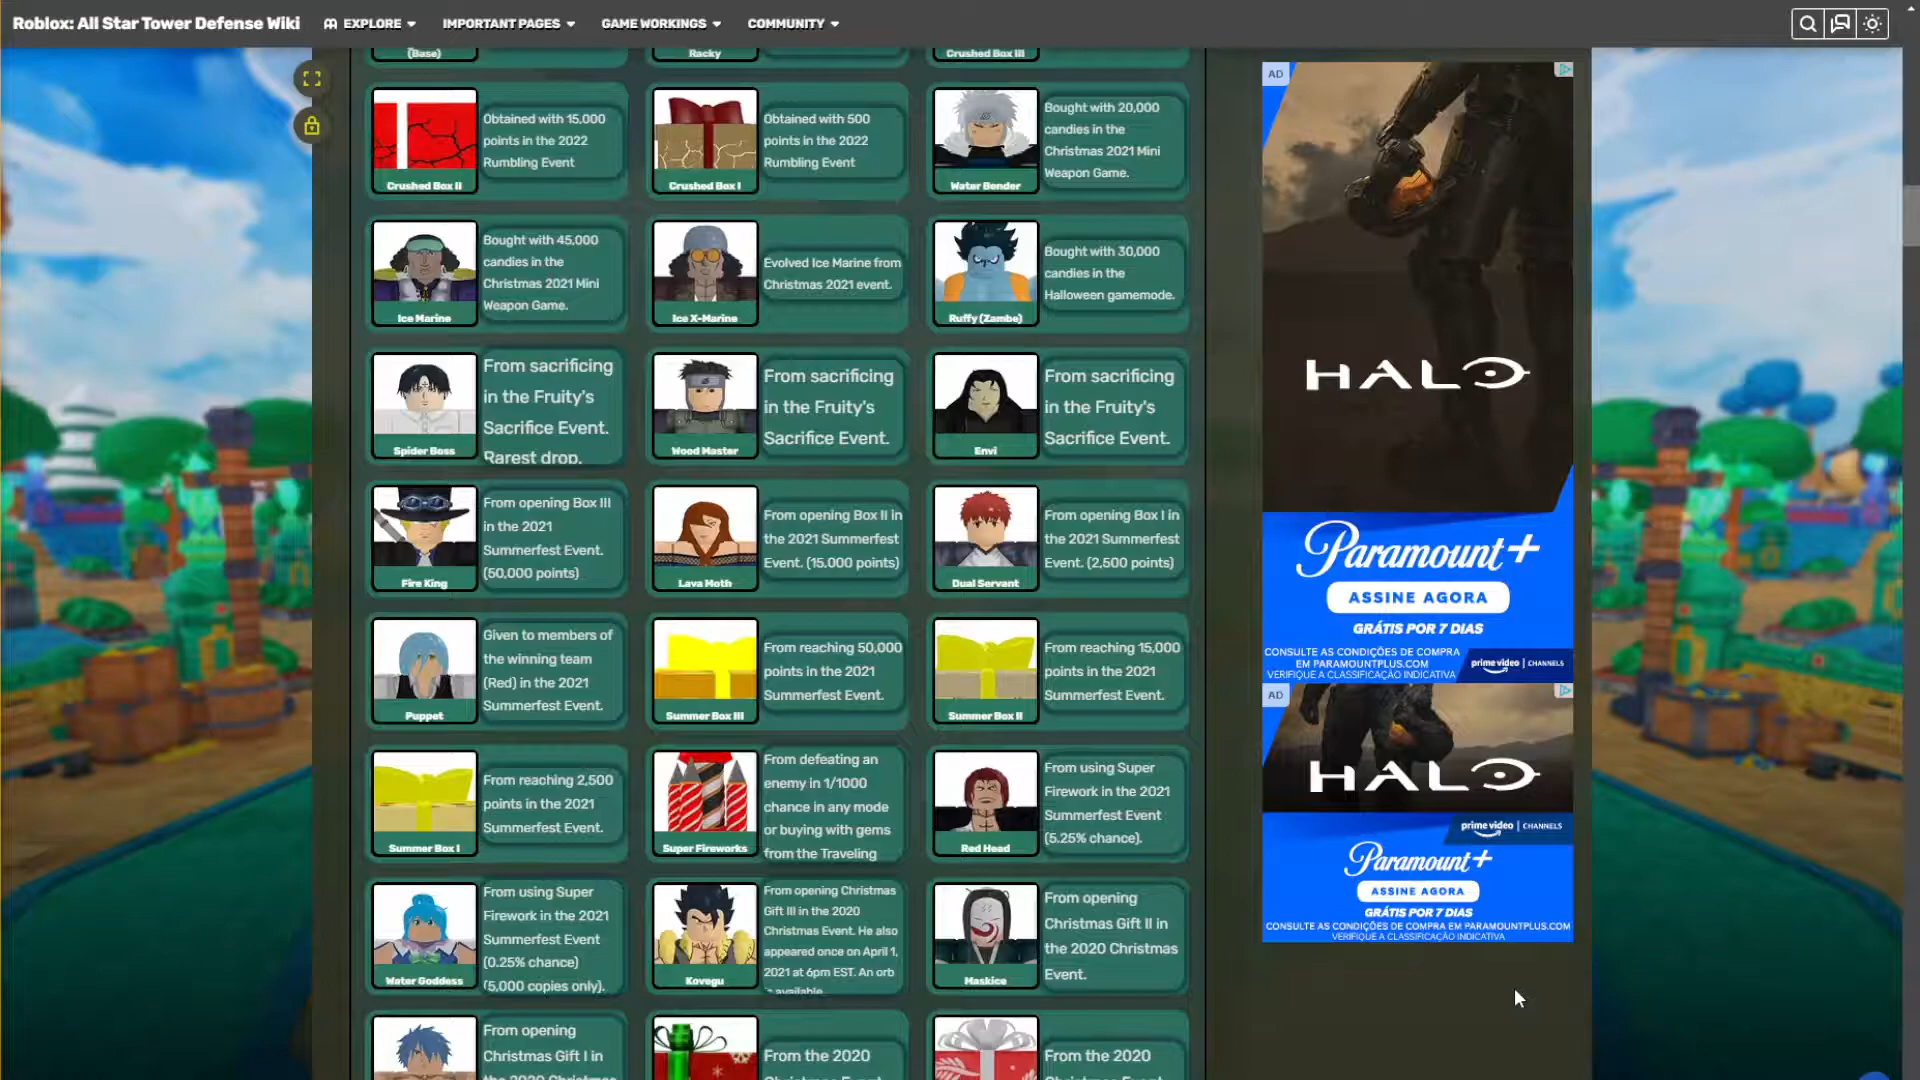 Roblox: All Star Tower Defense Wiki
EXPLORE
IMPORTANT PAGES
GAME WORKINGS
COMMUNITY
(Base)
Racky
Crushed Box III
Obtained with 15,000
points in the 2022
Rumbling Event
Crushed Box II
Obtained with 500
points in the 2022
Rumbling Event
Crushed Box I
Bought with 20,000
candies in the
Christmas 2021 Mini
Weapon Game.
Water Bender
Bought with 45,000
candies in the
Christmas 2021 Mini
Weapon Game.
Ice Marine
Evolved Ice Marine from
Christmas 2021 event.
Ice X-Marine
Bought with 30,000
candies in the
Halloween gamemode.
Ruffy (Zambe)
From sacrificing
in the Fruity's
Sacrifice Event.
Rarest drop.
Spider Boss
From sacrificing
in the Fruity's
Sacrifice Event.
Wood Master
From sacrificing
in the Fruity's
Sacrifice Event.
Envi
From opening Box III
in the 2021
Summerfest Event.
(50,000 points)
Fire King
From opening Box II in
the 2021 Summerfest
Event. (15,000 points)
Lava Moth
From opening Box I in
the 2021 Summerfest
Event. (2,500 points)
Dual Servant
Given to members of
the winning team
(Red) in the 2021
Summerfest Event.
Puppet
From reaching 50,000
points in the 2021
Summerfest Event.
Summer Box III
From reaching 15,000
points in the 2021
Summerfest Event.
Summer Box II
From reaching 2,500
points in the 2021
Summerfest Event.
Summer Box I
From defeating an
enemy in 1/1000
chance in any mode
or buying with gems
from the Traveling
Super Fireworks
From using Super
Firework in the 2021
Summerfest Event
(5.25% chance).
Red Head
From using Super
Firework in the 2021
Summerfest Event
(0.25% chance)
(5,000 copies only).
Water Goddess
From opening Christmas
Gift III in the 2020
Christmas Event. He also
appeared once on April 1,
2021 at 6pm EST. An orb
is available
Kovegu
From opening
Christmas Gift II in
the 2020 Christmas
Event.
Maskice
From opening
Christmas Gift I in
the 2020 Christmas
From the 2020
Christmas Event
From the 2020
Christmas Event
AD
HALO
Paramount+
ASSINE AGORA
GRÁTIS POR 7 DIAS
CONSULTE AS CONDIÇÕES DE COMPRA
EM PARAMOUNTPLUS.COM
VERIFIQUE A CLASSIFICAÇÃO INDICATIVA
prime video | CHANNELS
AD
HALO
prime video | CHANNELS
Paramount+
ASSINE AGORA
GRÁTIS POR 7 DIAS
CONSULTE AS CONDIÇÕES DE COMPRA EM PARAMOUNTPLUS.COM
VERIFIQUE A CLASSIFICAÇÃO INDICATIVA